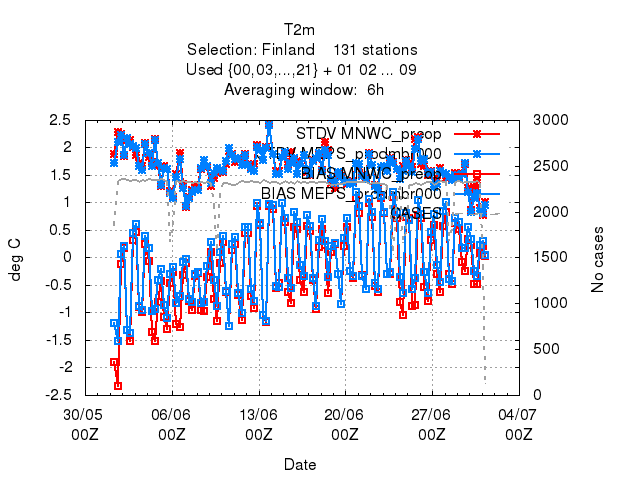 T2m
Selection: Finland 131 stations
Used {00,03,...,21} + 01 02 ... 09
Averaging window: 6h
2.5
2
1.5
1
0.5
0
-0.5
-1
-1.5
-2
-2.5
deg C
3000
2500
2000
1500
1000
500
0
No cases
STDV MNWC_preop
STDV MEPS_prodmbr000
BIAS MNWC_preop
BIAS MEPS_prodmbr000
CASES
30/05 06/06 13/06 20/06 27/06 04/07
00Z 00Z 00Z 00Z 00Z 00Z
Date